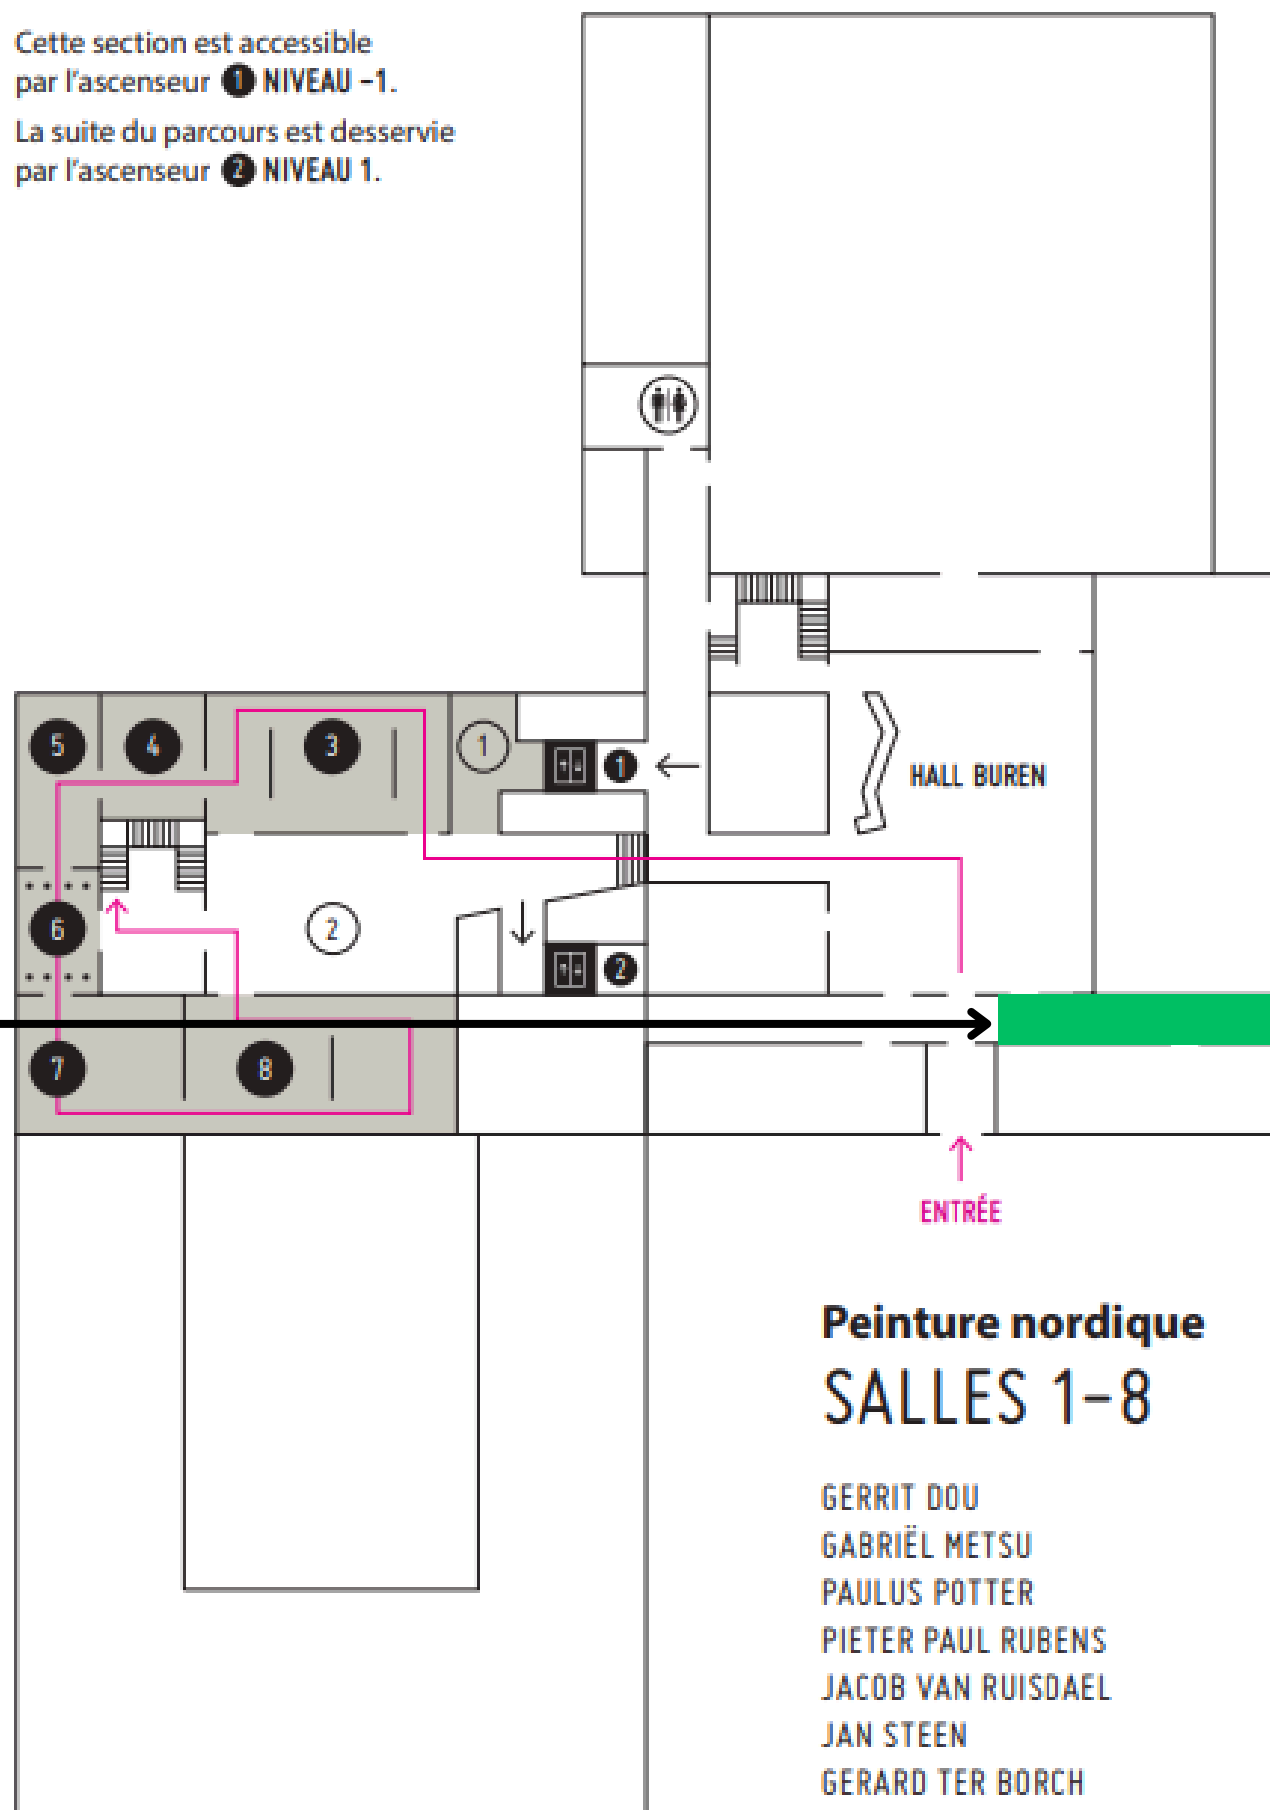 Cette section est accessible
par l'ascenseur 1 NIVEAU -1.
La suite du parcours est desservie
par l'ascenseur 2 NIVEAU 1.
5
4
3
1
1
HALL BUREN
6
2
2
7
8
ENTRÉE
Peinture nordique
SALLES 1-8
GERRIT DOU
GABRIËL METSU
PAULUS POTTER
PIETER PAUL RUBENS
JACOB VAN RUISDAEL
JAN STEEN
GERARD TER BORCH